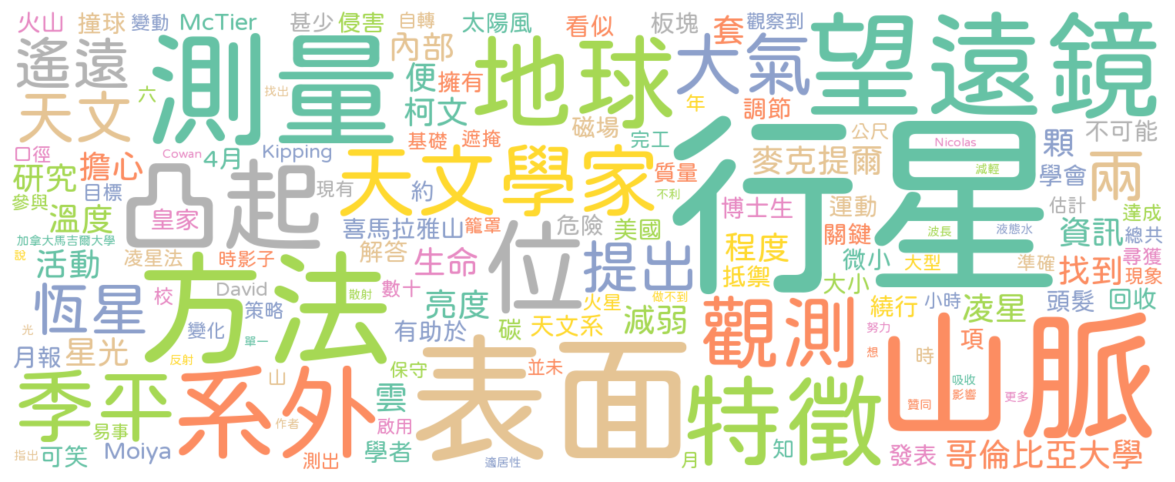 火山 撞球 變動 McTier 甚少 侵害 自轉 太陽風 看似 板塊 觀察到
遙遠 測量 內部 地球 大氣 套 望遠鏡
天文 六 找出 便 擁有 柯文 年 調節
磁場 完工 公尺 不可能
口徑 Cowan 4月 Kipping 基礎 遮掩 行星 Nicolas 顆
研究 擔心 凸起 現有 天文學家 質量 麥克提爾 減輕 學會 兩
參與 目標 約 不利
溫度 皇家 喜馬拉雅山 籠罩 危險 美國 博士生 運動 估計 達成
加拿大馬吉爾大學 位 關鍵 波長 液態水 資訊 總共
說 活動 凌星法 時影子 解答 生命 提出 程度 微小 大型 準確 找到 尋獲
抵禦 現象
恆星 方法 校 David 散射 數十 亮度 火星 做不到 大小 繞行 小時 凌星 頭髮 回收
策略 碳 天文系 減弱 觀測
變化 單一 有助於 努力 山脈
月報 星光 光 反射 保守 表面 並未 想 時 項
季平 系外 山 雲 特徵 吸收
影響 更多
易事 作者 啟用 贊同
指出 可笑 Moiya 測出 學者 適居性 月 知 發表 哥倫比亞大學